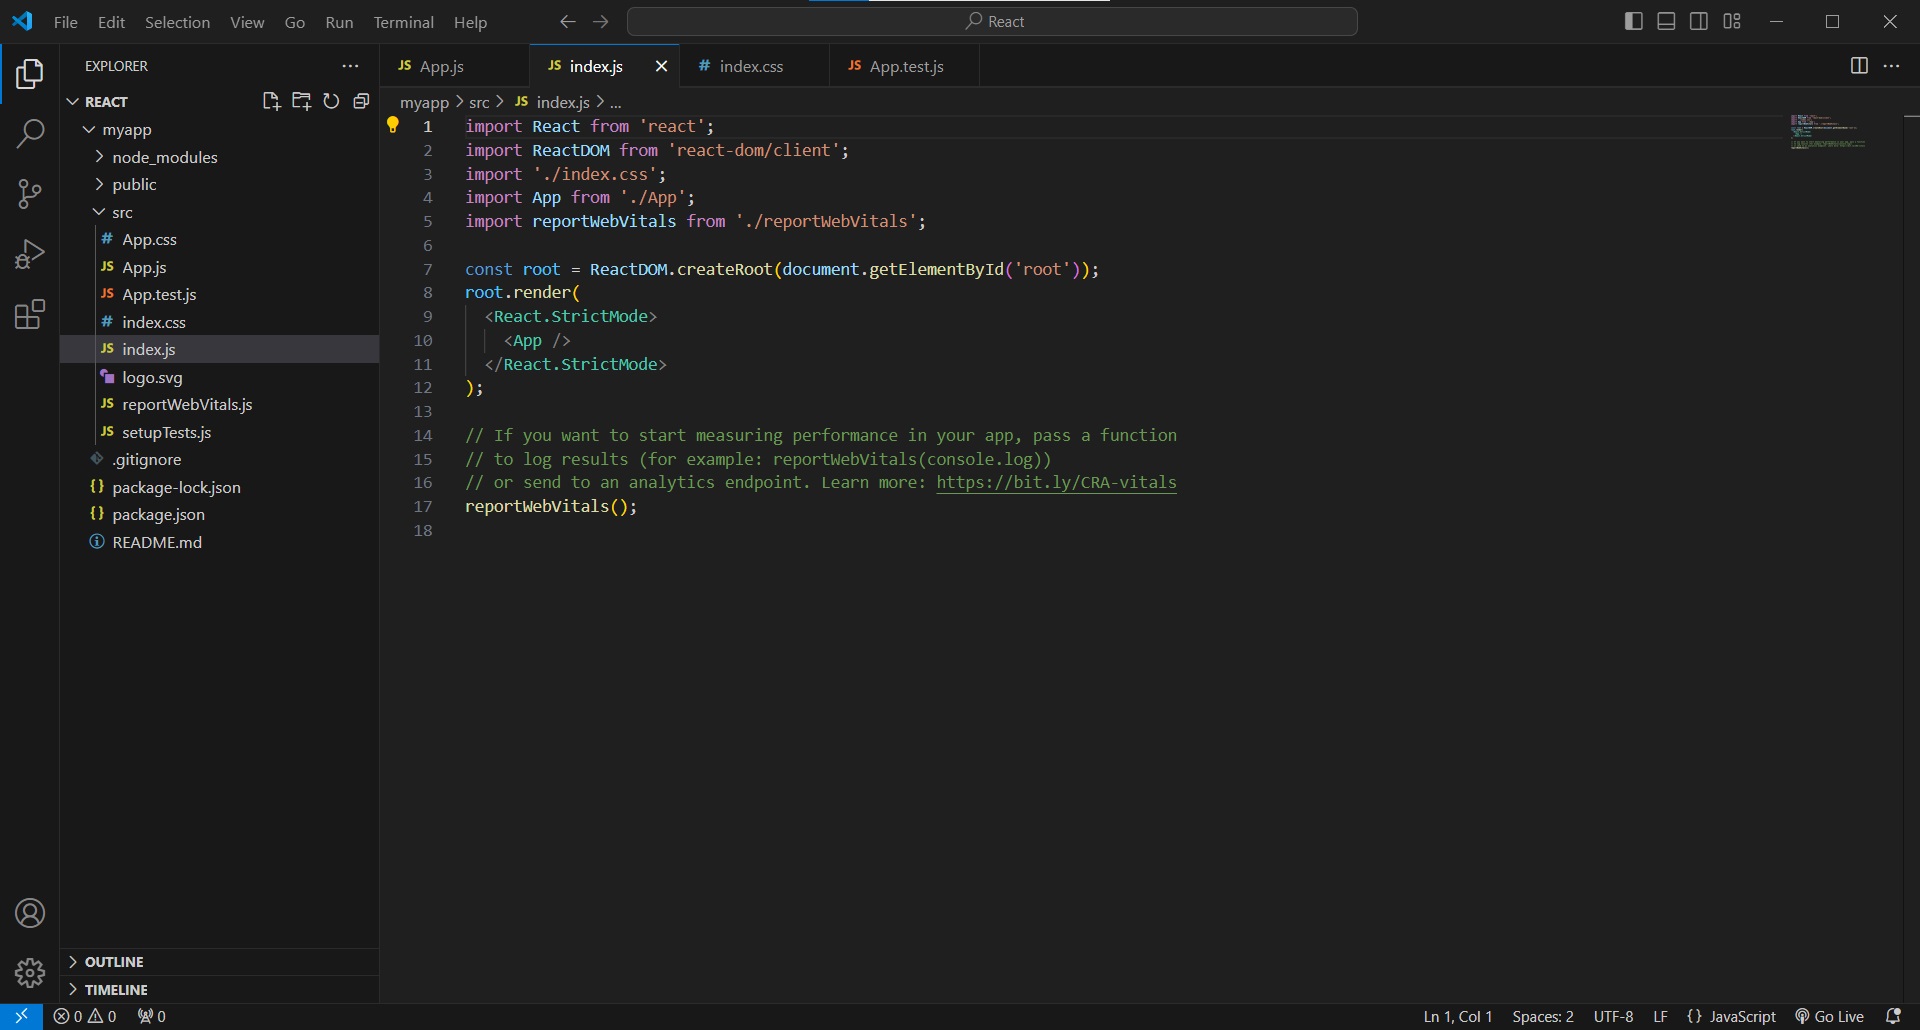 File Edit Selection View Go Run Terminal Help
React
EXPLORER
REACT
myapp
node_modules
public
src
# App.css
JS App.js
JS App.test.js
# index.css
JS index.js
logo.svg
JS reportWebVitals.js
JS setupTests.js
.gitignore
{} package-lock.json
{} package.json
README.md
OUTLINE
TIMELINE
JS App.js
JS index.js
# index.css
JS App.test.js
myapp > src > JS index.js > ...
1 import React from 'react';
2 import ReactDOM from 'react-dom/client';
3 import './index.css';
4 import App from './App';
5 import reportWebVitals from './reportWebVitals';
6
7 const root = ReactDOM.createRoot(document.getElementById('root'));
8 root.render(
9 <React.StrictMode>
10 <App />
11 </React.StrictMode>
12 );
13
14 // If you want to start measuring performance in your app, pass a function
15 // to log results (for example: reportWebVitals(console.log))
16 // or send to an analytics endpoint. Learn more: https://bit.ly/CRA-vitals
17 reportWebVitals();
18
0 0 0
Ln 1, Col 1 Spaces: 2 UTF-8 LF {} JavaScript Go Live